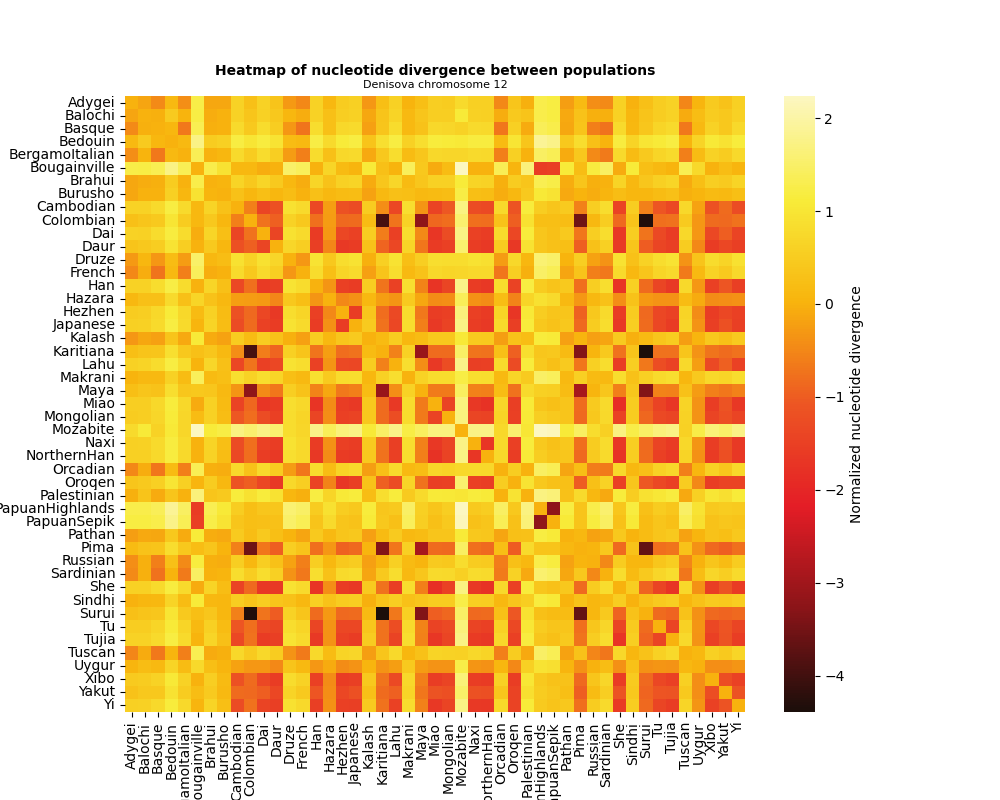 Heatmap of nucleotide divergence between populations
Denisova chromosome 12
Adygei
Balochi
Basque
Bedouin
BergamoItalian
Bougainville
Brahui
Burusho
Cambodian
Colombian
Dai
Daur
Druze
French
Han
Hazara
Hezhen
Japanese
Kalash
Karitiana
Lahu
Makrani
Maya
Miao
Mongolian
Mozabite
Naxi
NorthernHan
Orcadian
Oroqen
Palestinian
PapuanHighlands
PapuanSepik
Pathan
Pima
Russian
Sardinian
She
Sindhi
Surui
Tu
Tujia
Tuscan
Uygur
Xibo
Yakut
Yi
Adygei
Balochi
Basque
Bedouin
amoItalian
ougainville
Brahui
Burusho
Cambodian
Colombian
Dai
Daur
Druze
French
Han
Hazara
Hezhen
Japanese
Kalash
Karitiana
Lahu
Makrani
Maya
Miao
Mongolian
Mozabite
Naxi
orthernHan
Orcadian
Oroqen
Palestinian
nHighlands
apuanSepik
Pathan
Pima
Russian
Sardinian
She
Sindhi
Surui
Tu
Tujia
Tuscan
Uygur
Xibo
Yakut
Yi
2
1
0
−1
−2
−3
−4
Normalized nucleotide divergence